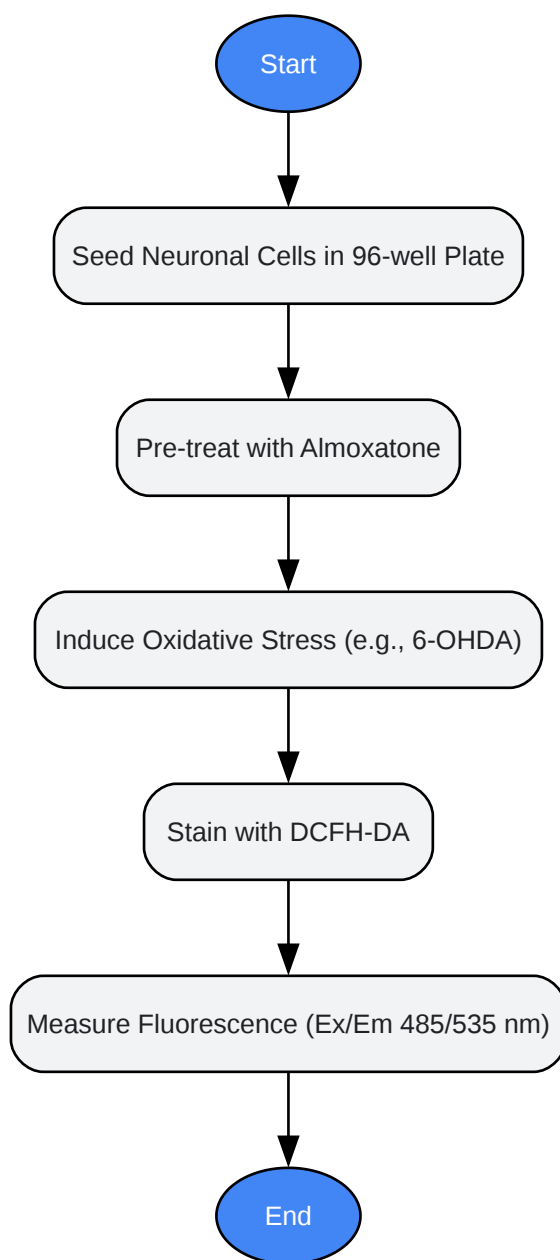 Start
Seed Neuronal Cells in 96-well Plate
Pre-treat with Almoxatone
Induce Oxidative Stress (e.g., 6-OHDA)
Stain with DCFH-DA
Measure Fluorescence (Ex/Em 485/535 nm)
End